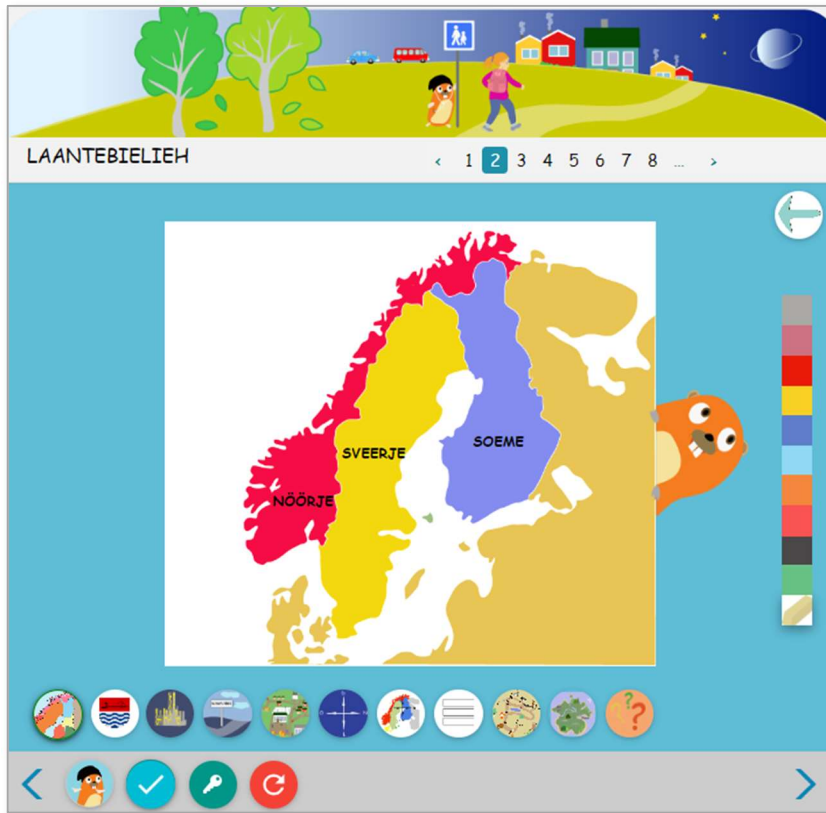 LAANTEBIELIEH
‹ 1 2 3 4 5 6 7 8 ... ›
SVEERJE
SOEME
NÖÖRJE